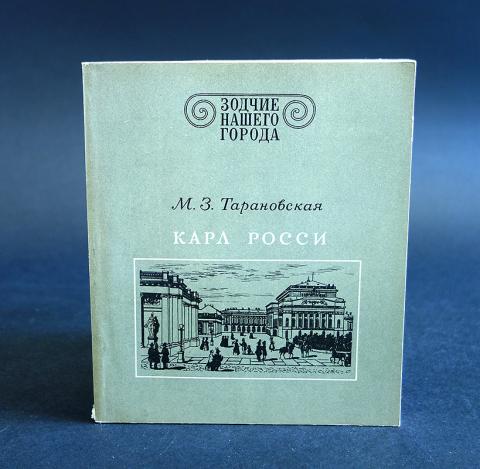 ЗОДЧИЕ
НАШЕГО
ГОРОДА
М. З. Тарановская
КАРЛ РОССИ